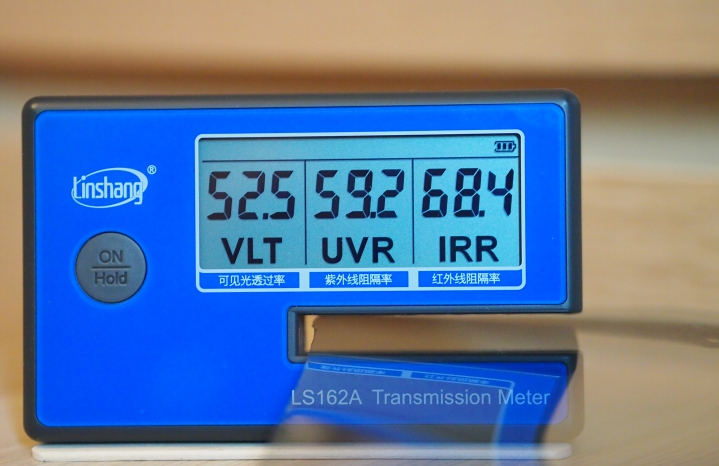 Linshang®
52.5 59.2 68.4
VLT UVR IRR
可见光透过率 紫外线阻隔率 红外线阻隔率
ON
Hold
LS162A Transmission Meter